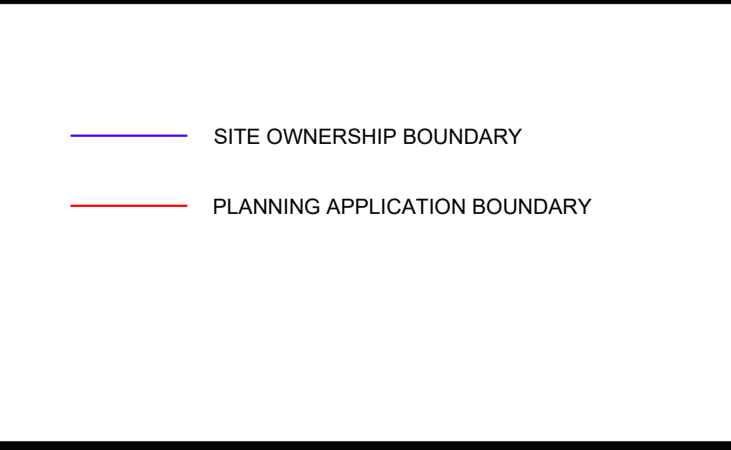 SITE OWNERSHIP BOUNDARY
PLANNING APPLICATION BOUNDARY